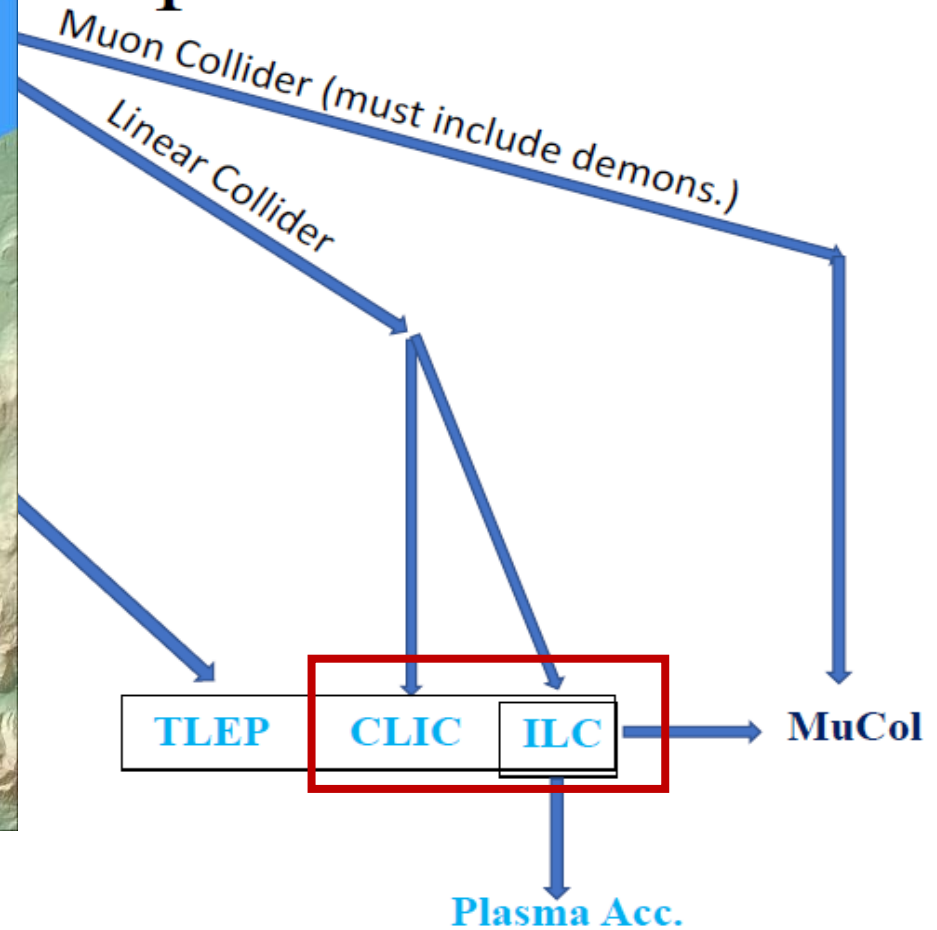 Muon Collider (must include demons.)
Linear Collider
TLEP CLIC ILC MuCol
Plasma Acc.